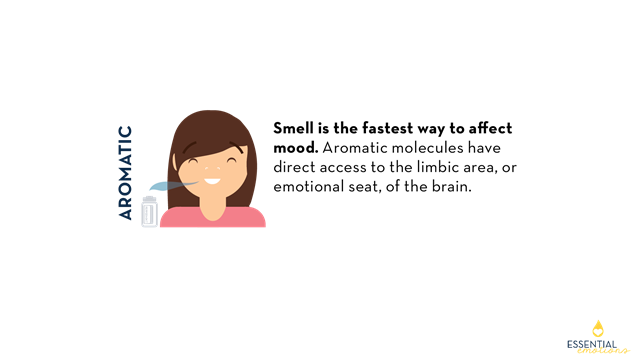 AROMATIC
Smell is the fastest way to affect
mood. Aromatic molecules have
direct access to the limbic area, or
emotional seat, of the brain.
ESSENTIAL
emotions